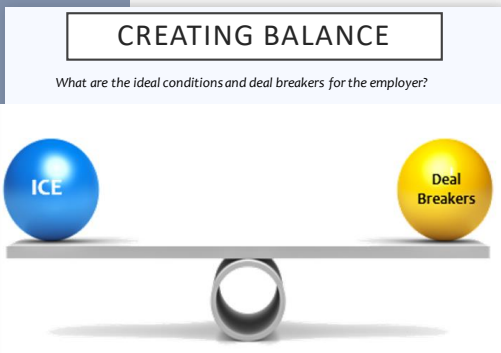 CREATING BALANCE
What are the ideal conditions and deal breakers for the employer?
ICE
Deal
Breakers